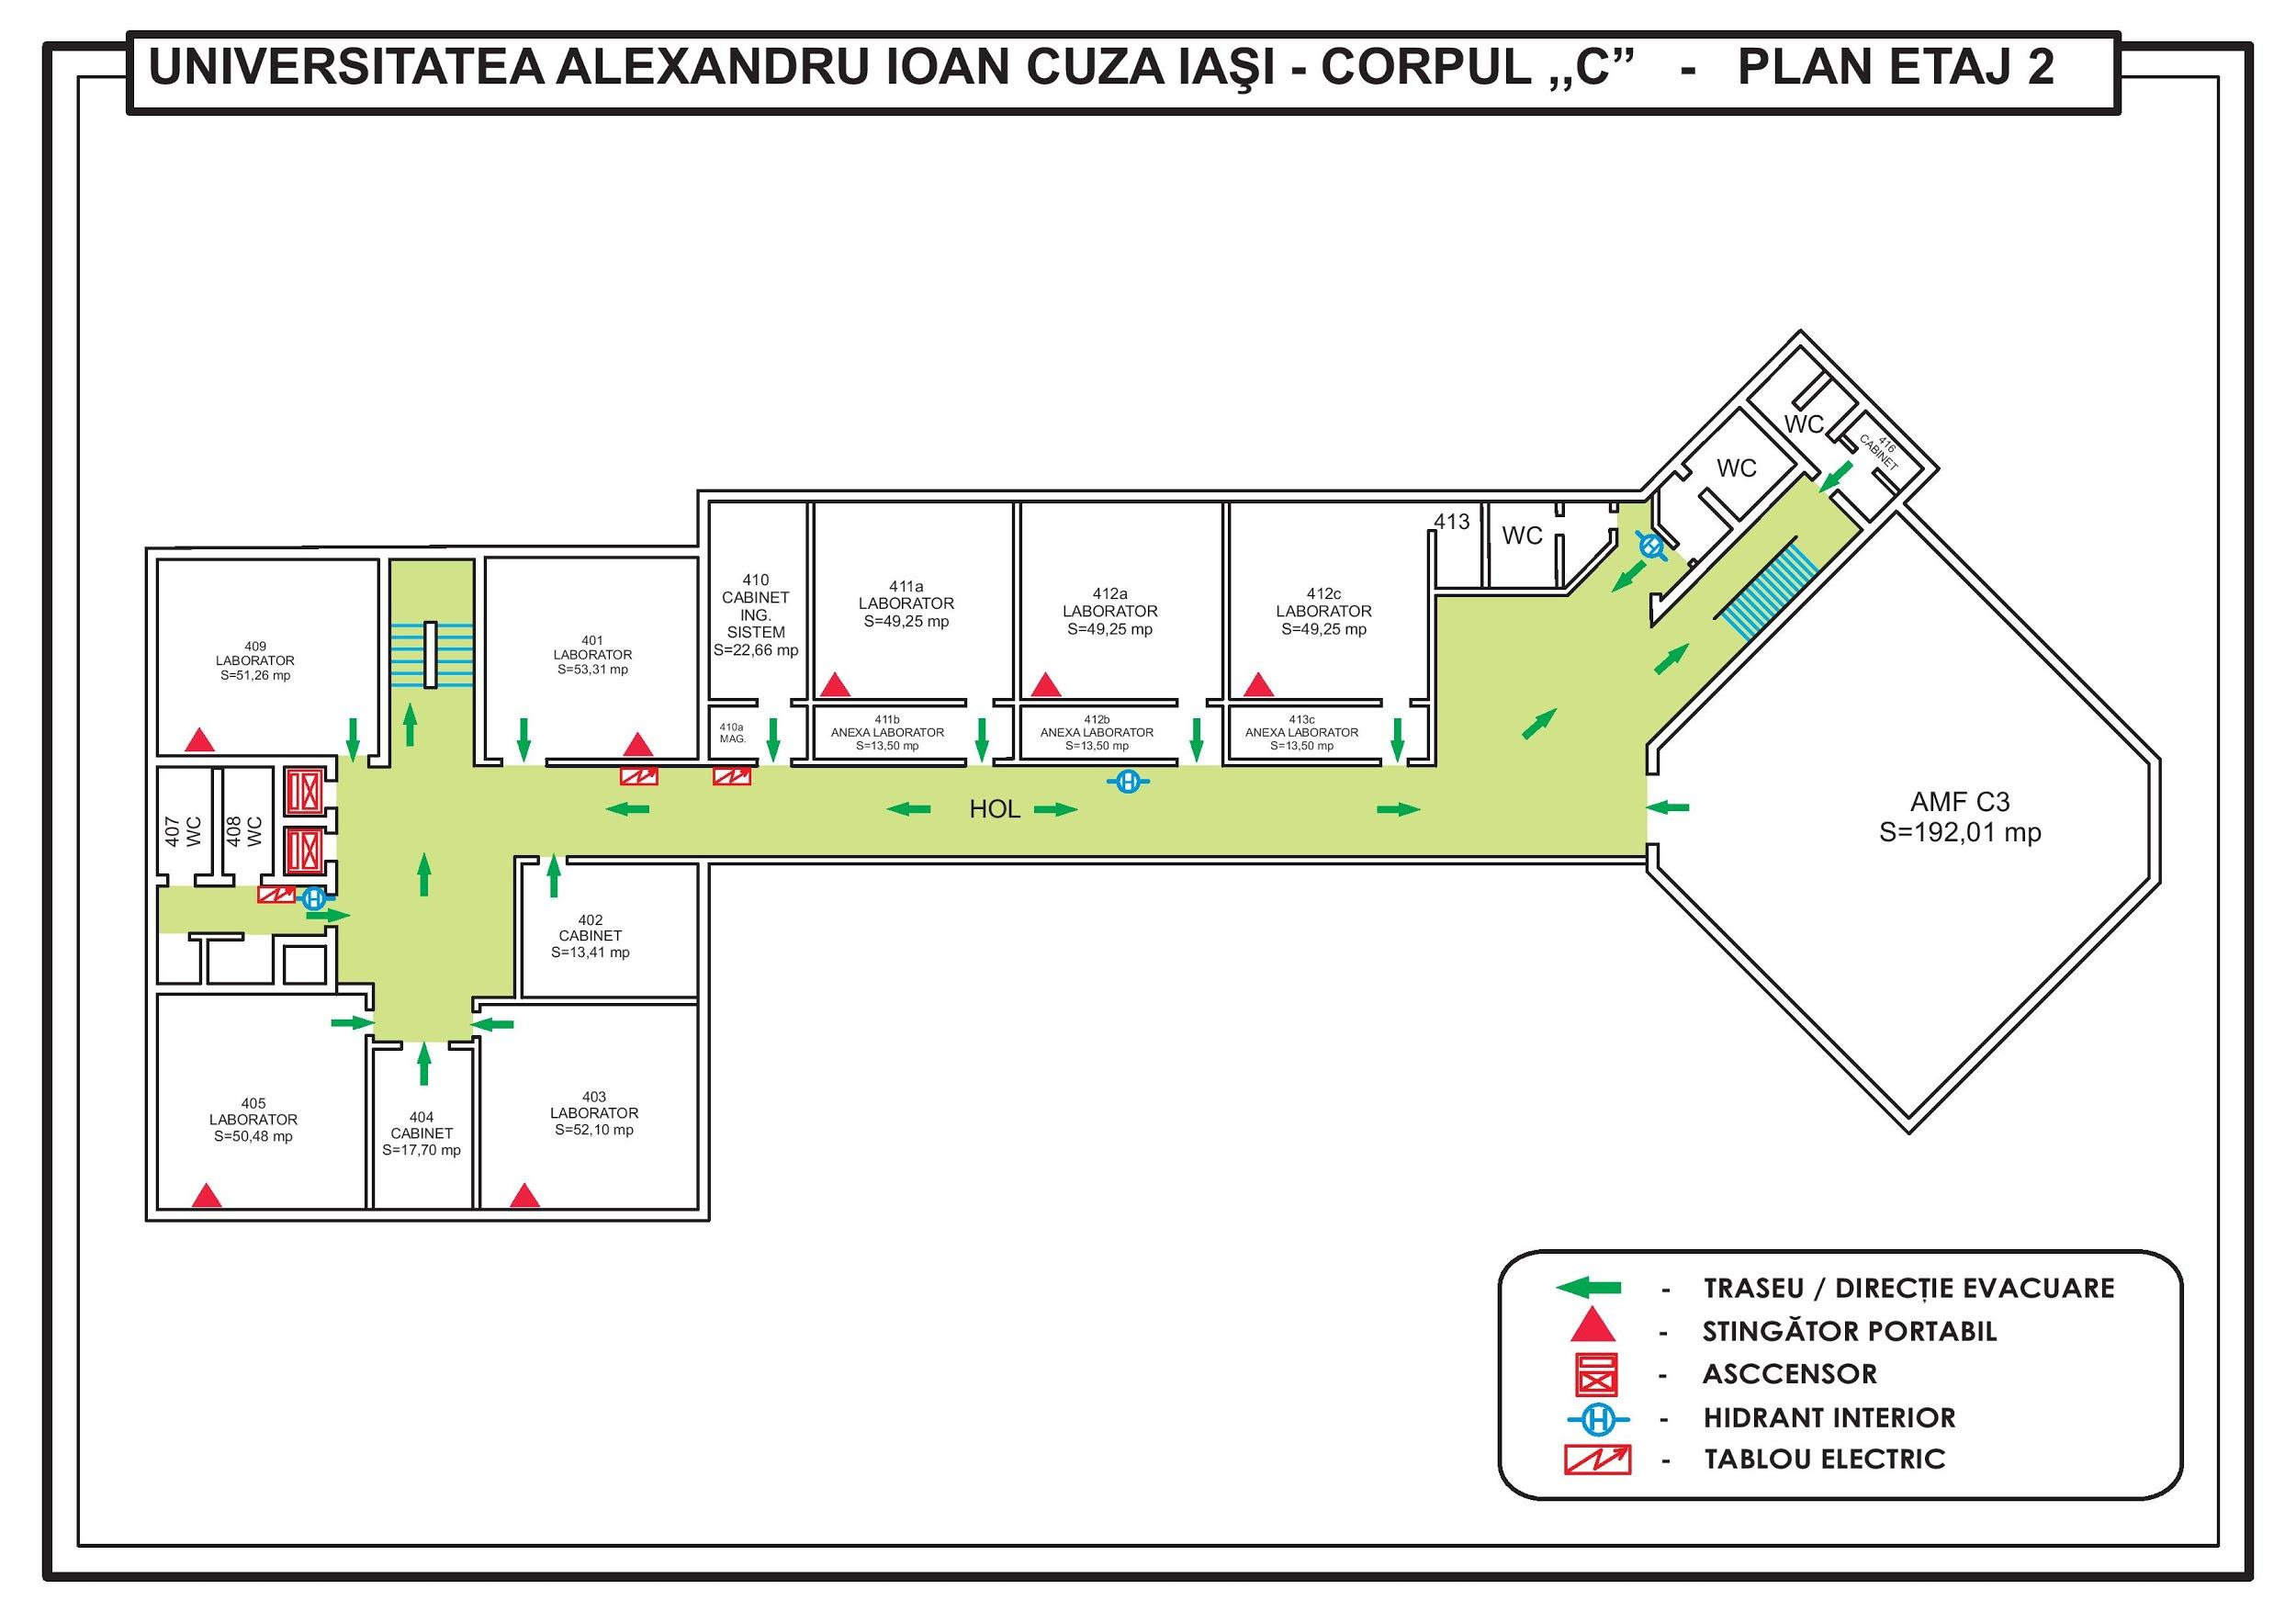 UNIVERSITATEA ALEXANDRU IOAN CUZA IAŞI - CORPUL ,,C” - PLAN ETAJ 2
WC
416
CABINET
WC
413
WC
410
CABINET
ING.
SISTEM
S=22,66 mp
411a
LABORATOR
S=49,25 mp
412a
LABORATOR
S=49,25 mp
412c
LABORATOR
S=49,25 mp
409
LABORATOR
S=51,26 mp
401
LABORATOR
S=53,31 mp
410a
MAG.
411b
ANEXA LABORATOR
S=13,50 mp
412b
ANEXA LABORATOR
S=13,50 mp
413c
ANEXA LABORATOR
S=13,50 mp
H
H
HOL
AMF C3
S=192,01 mp
407
WC
408
WC
H
402
CABINET
S=13,41 mp
405
LABORATOR
S=50,48 mp
404
CABINET
S=17,70 mp
403
LABORATOR
S=52,10 mp
- TRASEU / DIRECȚIE EVACUARE
- STINGĂTOR PORTABIL
- ASCCENSOR
H - HIDRANT INTERIOR
- TABLOU ELECTRIC